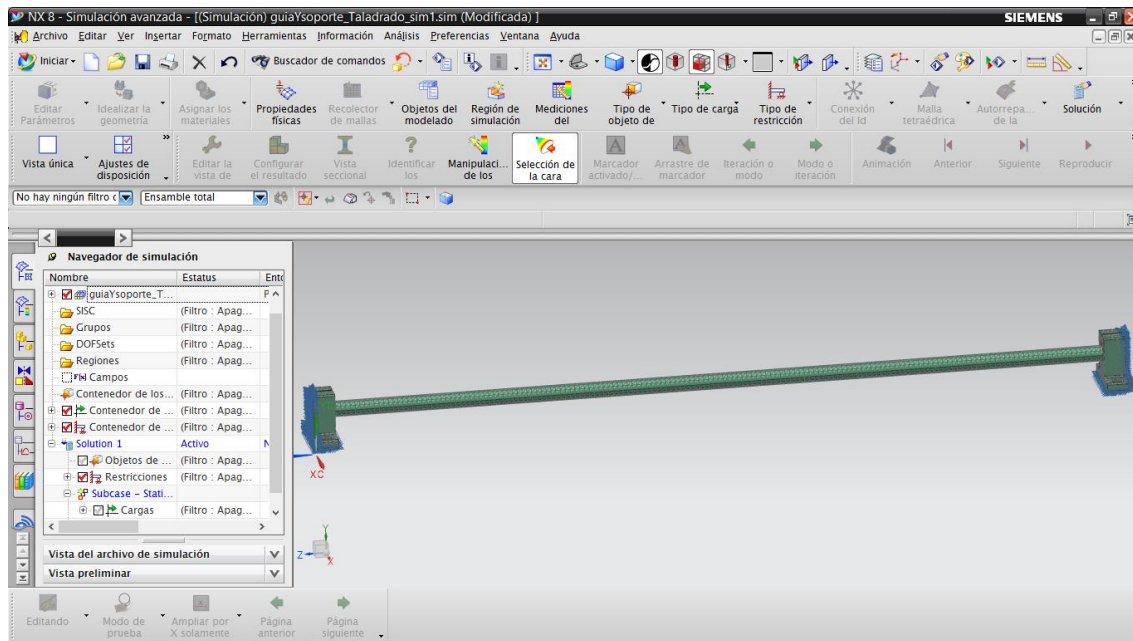 NX 8 - Simulación avanzada - [(Simulación) guiaYsoporte_Taladrado_sim1.sim (Modificada) ]
SIEMENS
Archivo Editar Ver Insertar Formato Herramientas Información Análisis Preferencias Ventana Ayuda
Iniciar Buscador de comandos
Editar Parámetros
Idealizar la geometría
Asignar los materiales
Propiedades físicas
Recolector de mallas
Objetos del modelado
Región de simulación
Mediciones del
Tipo de objeto de
Tipo de carga
Tipo de restricción
Conexión del Id
Malla tetraédrica
Autorrepa... de la
Solución
Vista única
Ajustes de disposición
Editar la vista de
Configurar el resultado
Vista seccional
Identificar los
Manipulaci... de los
Selección de la cara
Marcador activado/...
Arrastre de marcador
Iteración o modo
Modo o iteración
Animación
Anterior
Siguiente
Reproducir
No hay ningún filtro c
Ensamble total
Navegador de simulación
Nombre Estatus Ento
guiaYsoporte_T... P
SISC (Filtro : Apag...
Grupos (Filtro : Apag...
DOFSets (Filtro : Apag...
Regiones (Filtro : Apag...
Campos
Contenedor de los... (Filtro : Apag...
Contenedor de ... (Filtro : Apag...
Contenedor de ... (Filtro : Apag...
Solution 1 Activo N
Objetos de ... (Filtro : Apag...
Restricciones (Filtro : Apag...
Subcase - Stati...
Cargas (Filtro : Apag...
Vista del archivo de simulación
Vista preliminar
XC
Y
Z
X
Editando
Modo de prueba
Ampliar por X solamente
Página anterior
Página siguiente